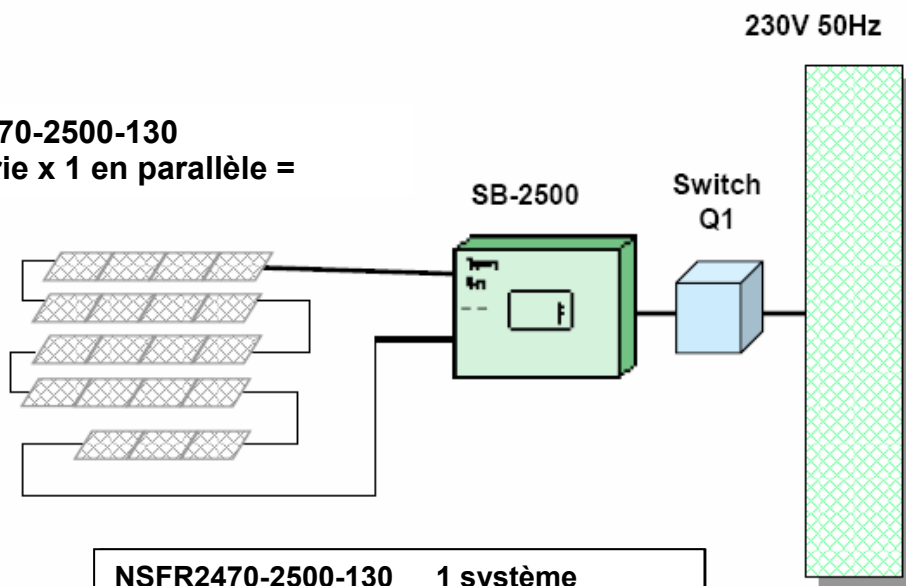 230V 50Hz
70-2500-130
rie x 1 en parallèle =
SB-2500
Switch
Q1
NSFR2470-2500-130 1 système